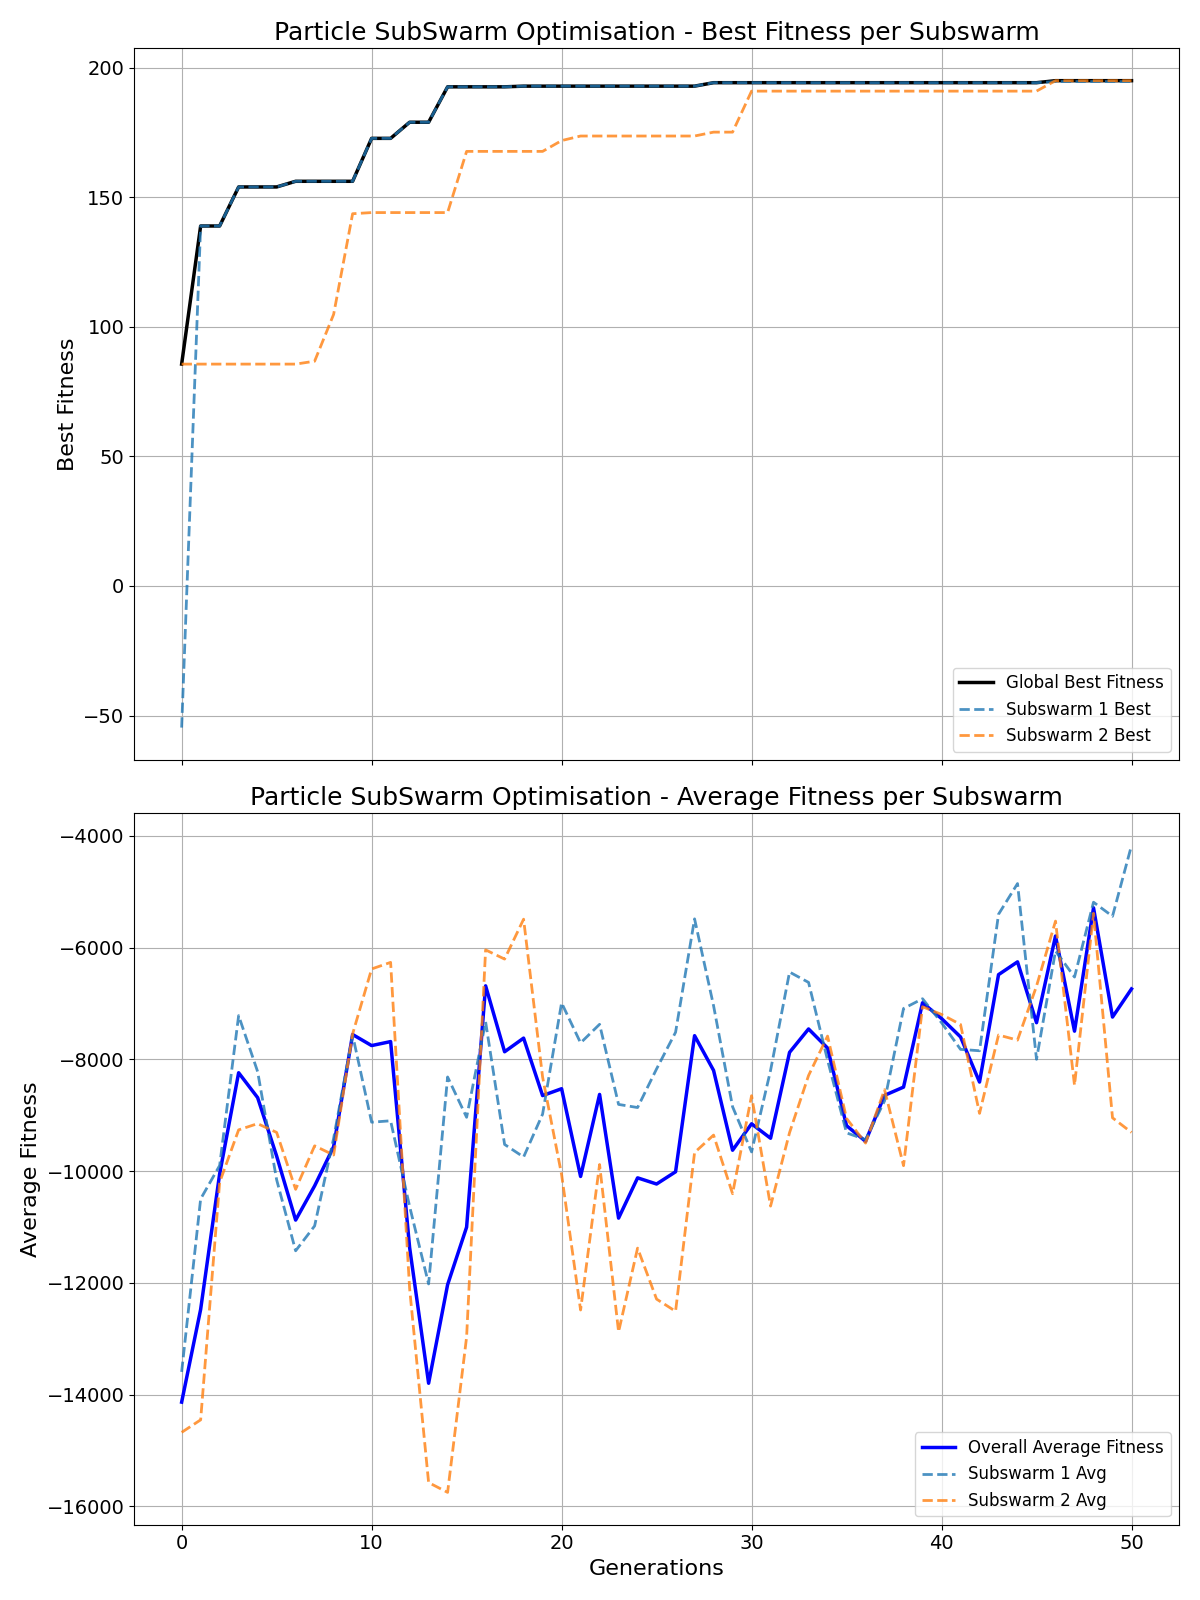 Particle SubSwarm Optimisation - Best Fitness per Subswarm
200
150
100
50
0
−50
Best Fitness
Global Best Fitness
Subswarm 1 Best
Subswarm 2 Best
Particle SubSwarm Optimisation - Average Fitness per Subswarm
−4000
−6000
−8000
−10000
−12000
−14000
−16000
Average Fitness
Overall Average Fitness
Subswarm 1 Avg
Subswarm 2 Avg
0 10 20 30 40 50
Generations